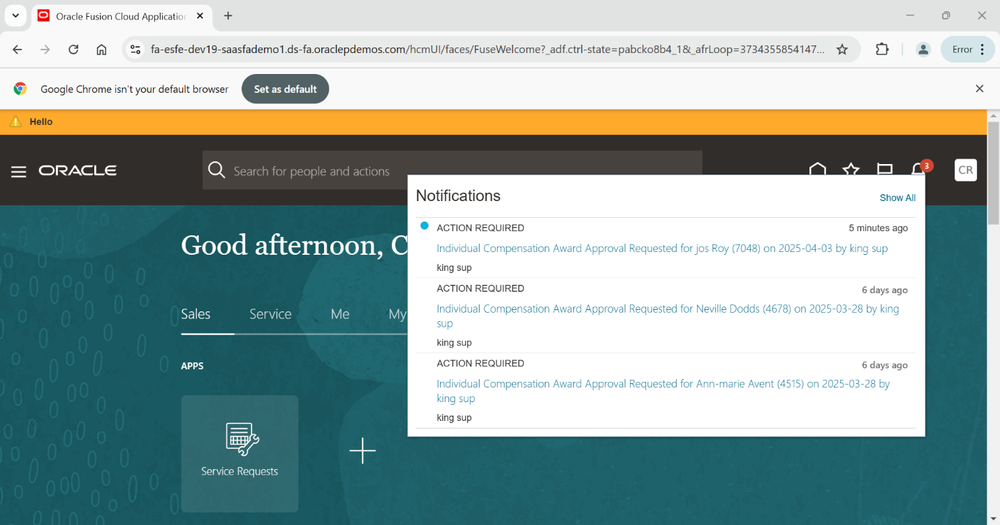 Oracle Fusion Cloud Application
fa-esfe-dev19-saasfademo1.ds-fa.oraclepdemos.com/hcmUI/faces/FuseWelcome?_adf.ctrl-state=pabcko8b4_1&_afrLoop=3734355854147...
Error
Google Chrome isn't your default browser
Set as default
Hello
ORACLE
Search for people and actions
3
CR
Notifications
Show All
ACTION REQUIRED
5 minutes ago
Individual Compensation Award Approval Requested for jos Roy (7048) on 2025-04-03 by king sup
king sup
ACTION REQUIRED
6 days ago
Individual Compensation Award Approval Requested for Neville Dodds (4678) on 2025-03-28 by king
sup
king sup
ACTION REQUIRED
6 days ago
Individual Compensation Award Approval Requested for Ann-marie Avent (4515) on 2025-03-28 by
king sup
king sup
Good afternoon, C
Sales
Service
Me
My
APPS
Service Requests